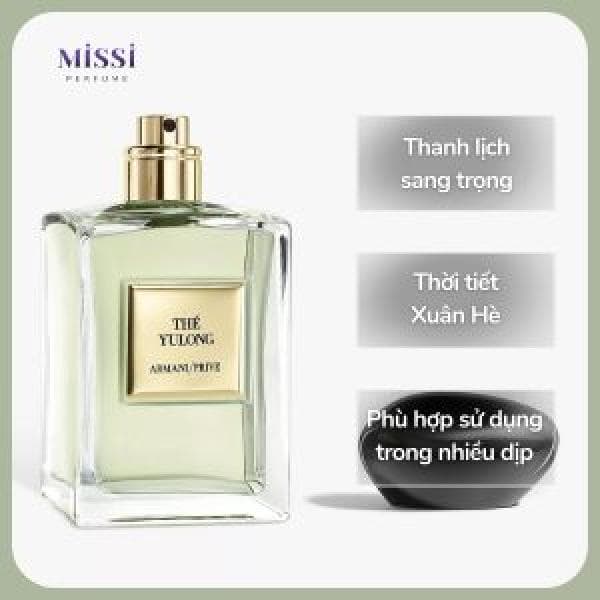 MISSI
PERFUME
Thanh lịch
sang trọng
THÉ
YULONG
ARMANI/PRIVÉ
Thời tiết
Xuân Hè
Phù hợp sử dụng
trong nhiều dịp